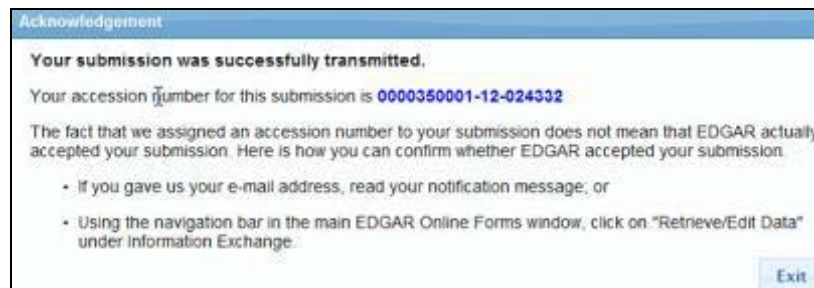 Acknowledgement
Your submission was successfully transmitted.
Your accession number for this submission is 0000350001-12-024332
The fact that we assigned an accession number to your submission does not mean that EDGAR actually
accepted your submission. Here is how you can confirm whether EDGAR accepted your submission.
• If you gave us your e-mail address, read your notification message; or
• Using the navigation bar in the main EDGAR Online Forms window, click on "Retrieve/Edit Data"
under Information Exchange.
Exit